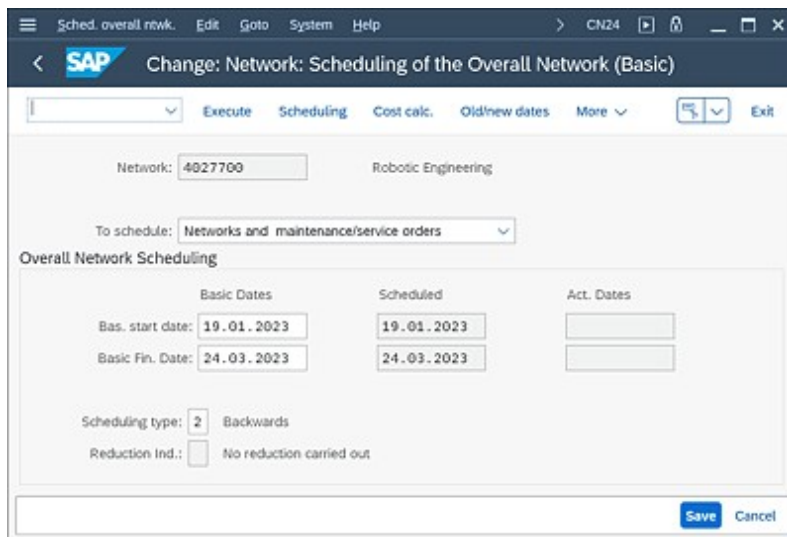 Sched. overall ntwk. Edit Goto System Help CN24
SAP Change: Network: Scheduling of the Overall Network (Basic)
Execute Scheduling Cost calc. Old/new dates More Exit
Network: 4027700 Robotic Engineering
To schedule: Networks and maintenance/service orders
Overall Network Scheduling
Basic Dates Scheduled Act. Dates
Bas. start date: 19.01.2023 19.01.2023
Basic Fin. Date: 24.03.2023 24.03.2023
Scheduling type: 2 Backwards
Reduction Ind.: No reduction carried out
Save Cancel